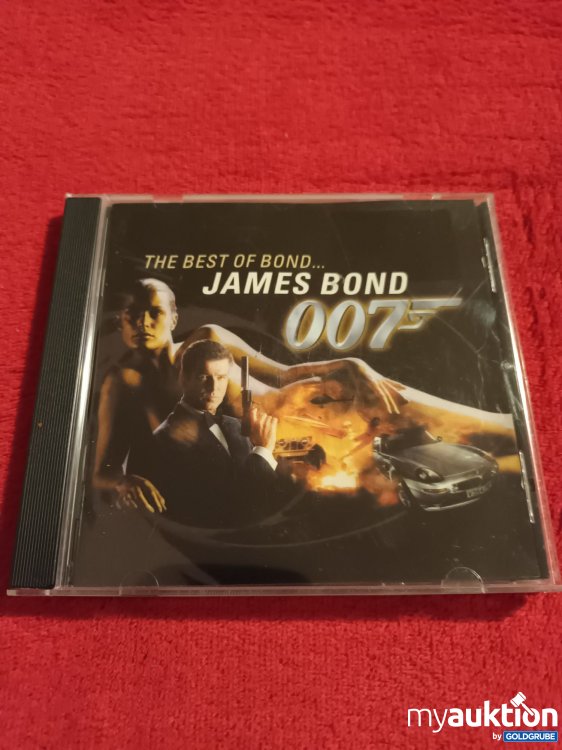 THE BEST OF BOND...
JAMES BOND
007
myauktion
by GOLDGRUBE